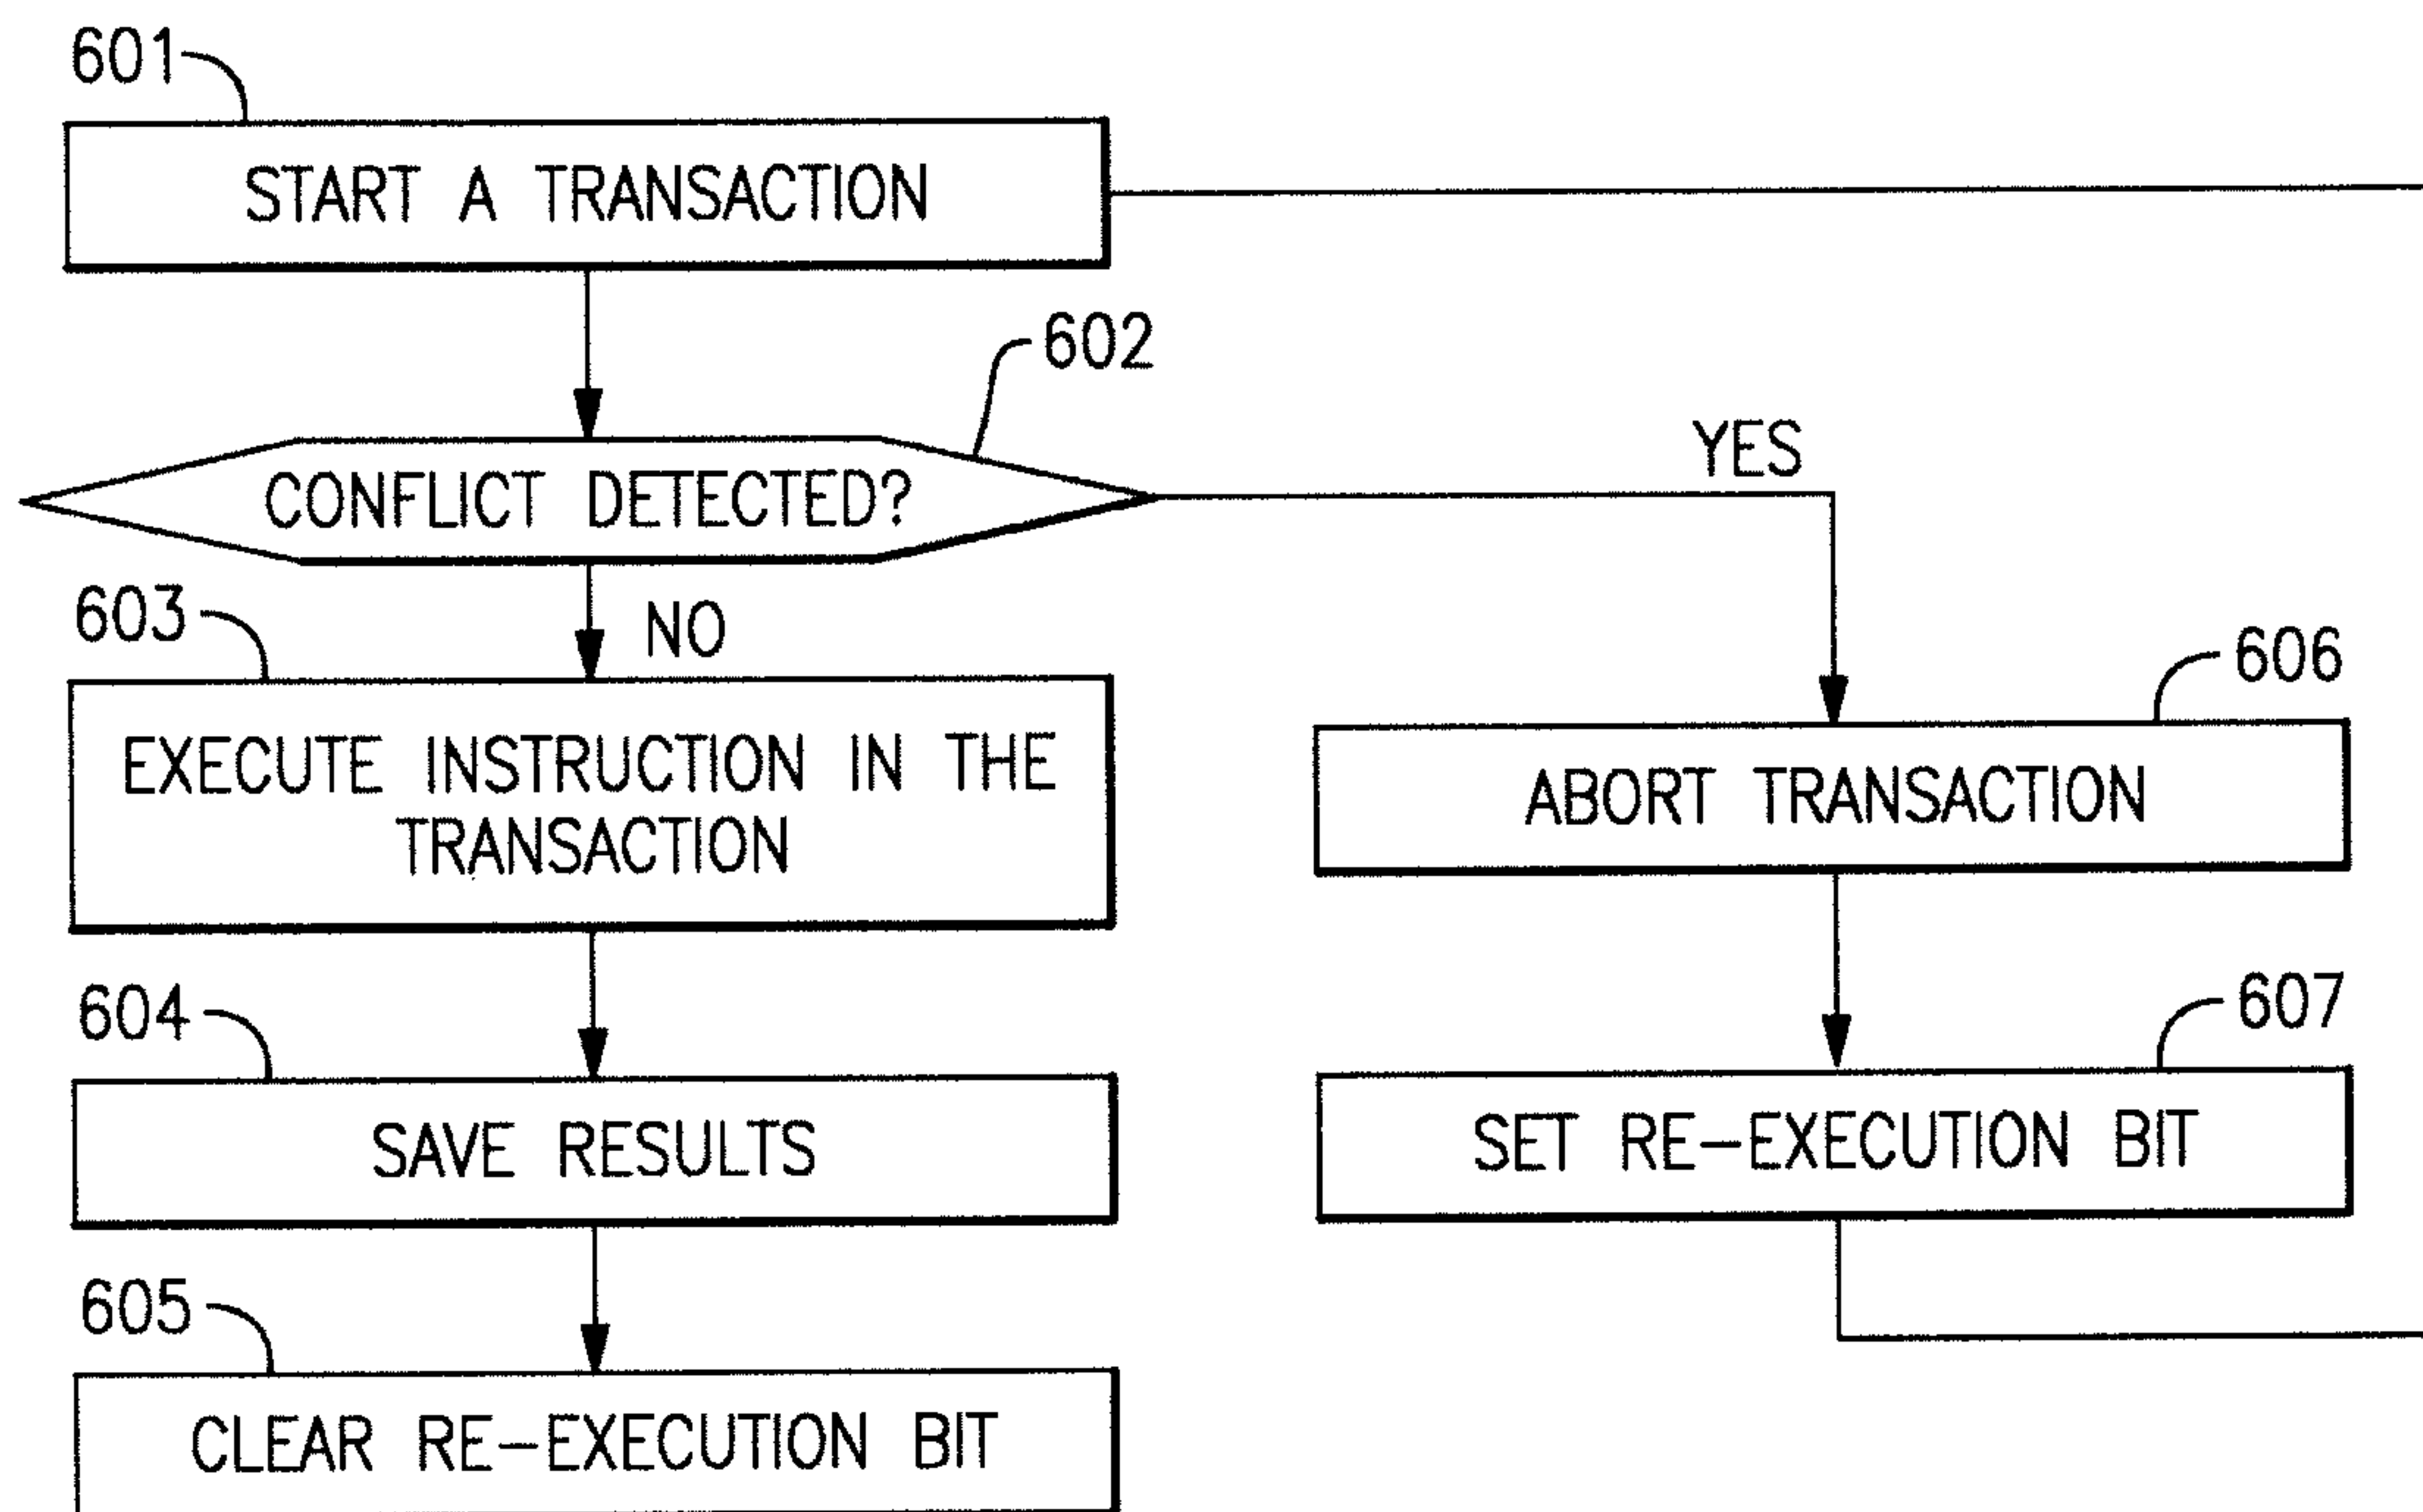 601
START A TRANSACTION
602
CONFLICT DETECTED?
YES
NO
603
EXECUTE INSTRUCTION IN THE
TRANSACTION
606
ABORT TRANSACTION
604
SAVE RESULTS
607
SET RE-EXECUTION BIT
605
CLEAR RE-EXECUTION BIT